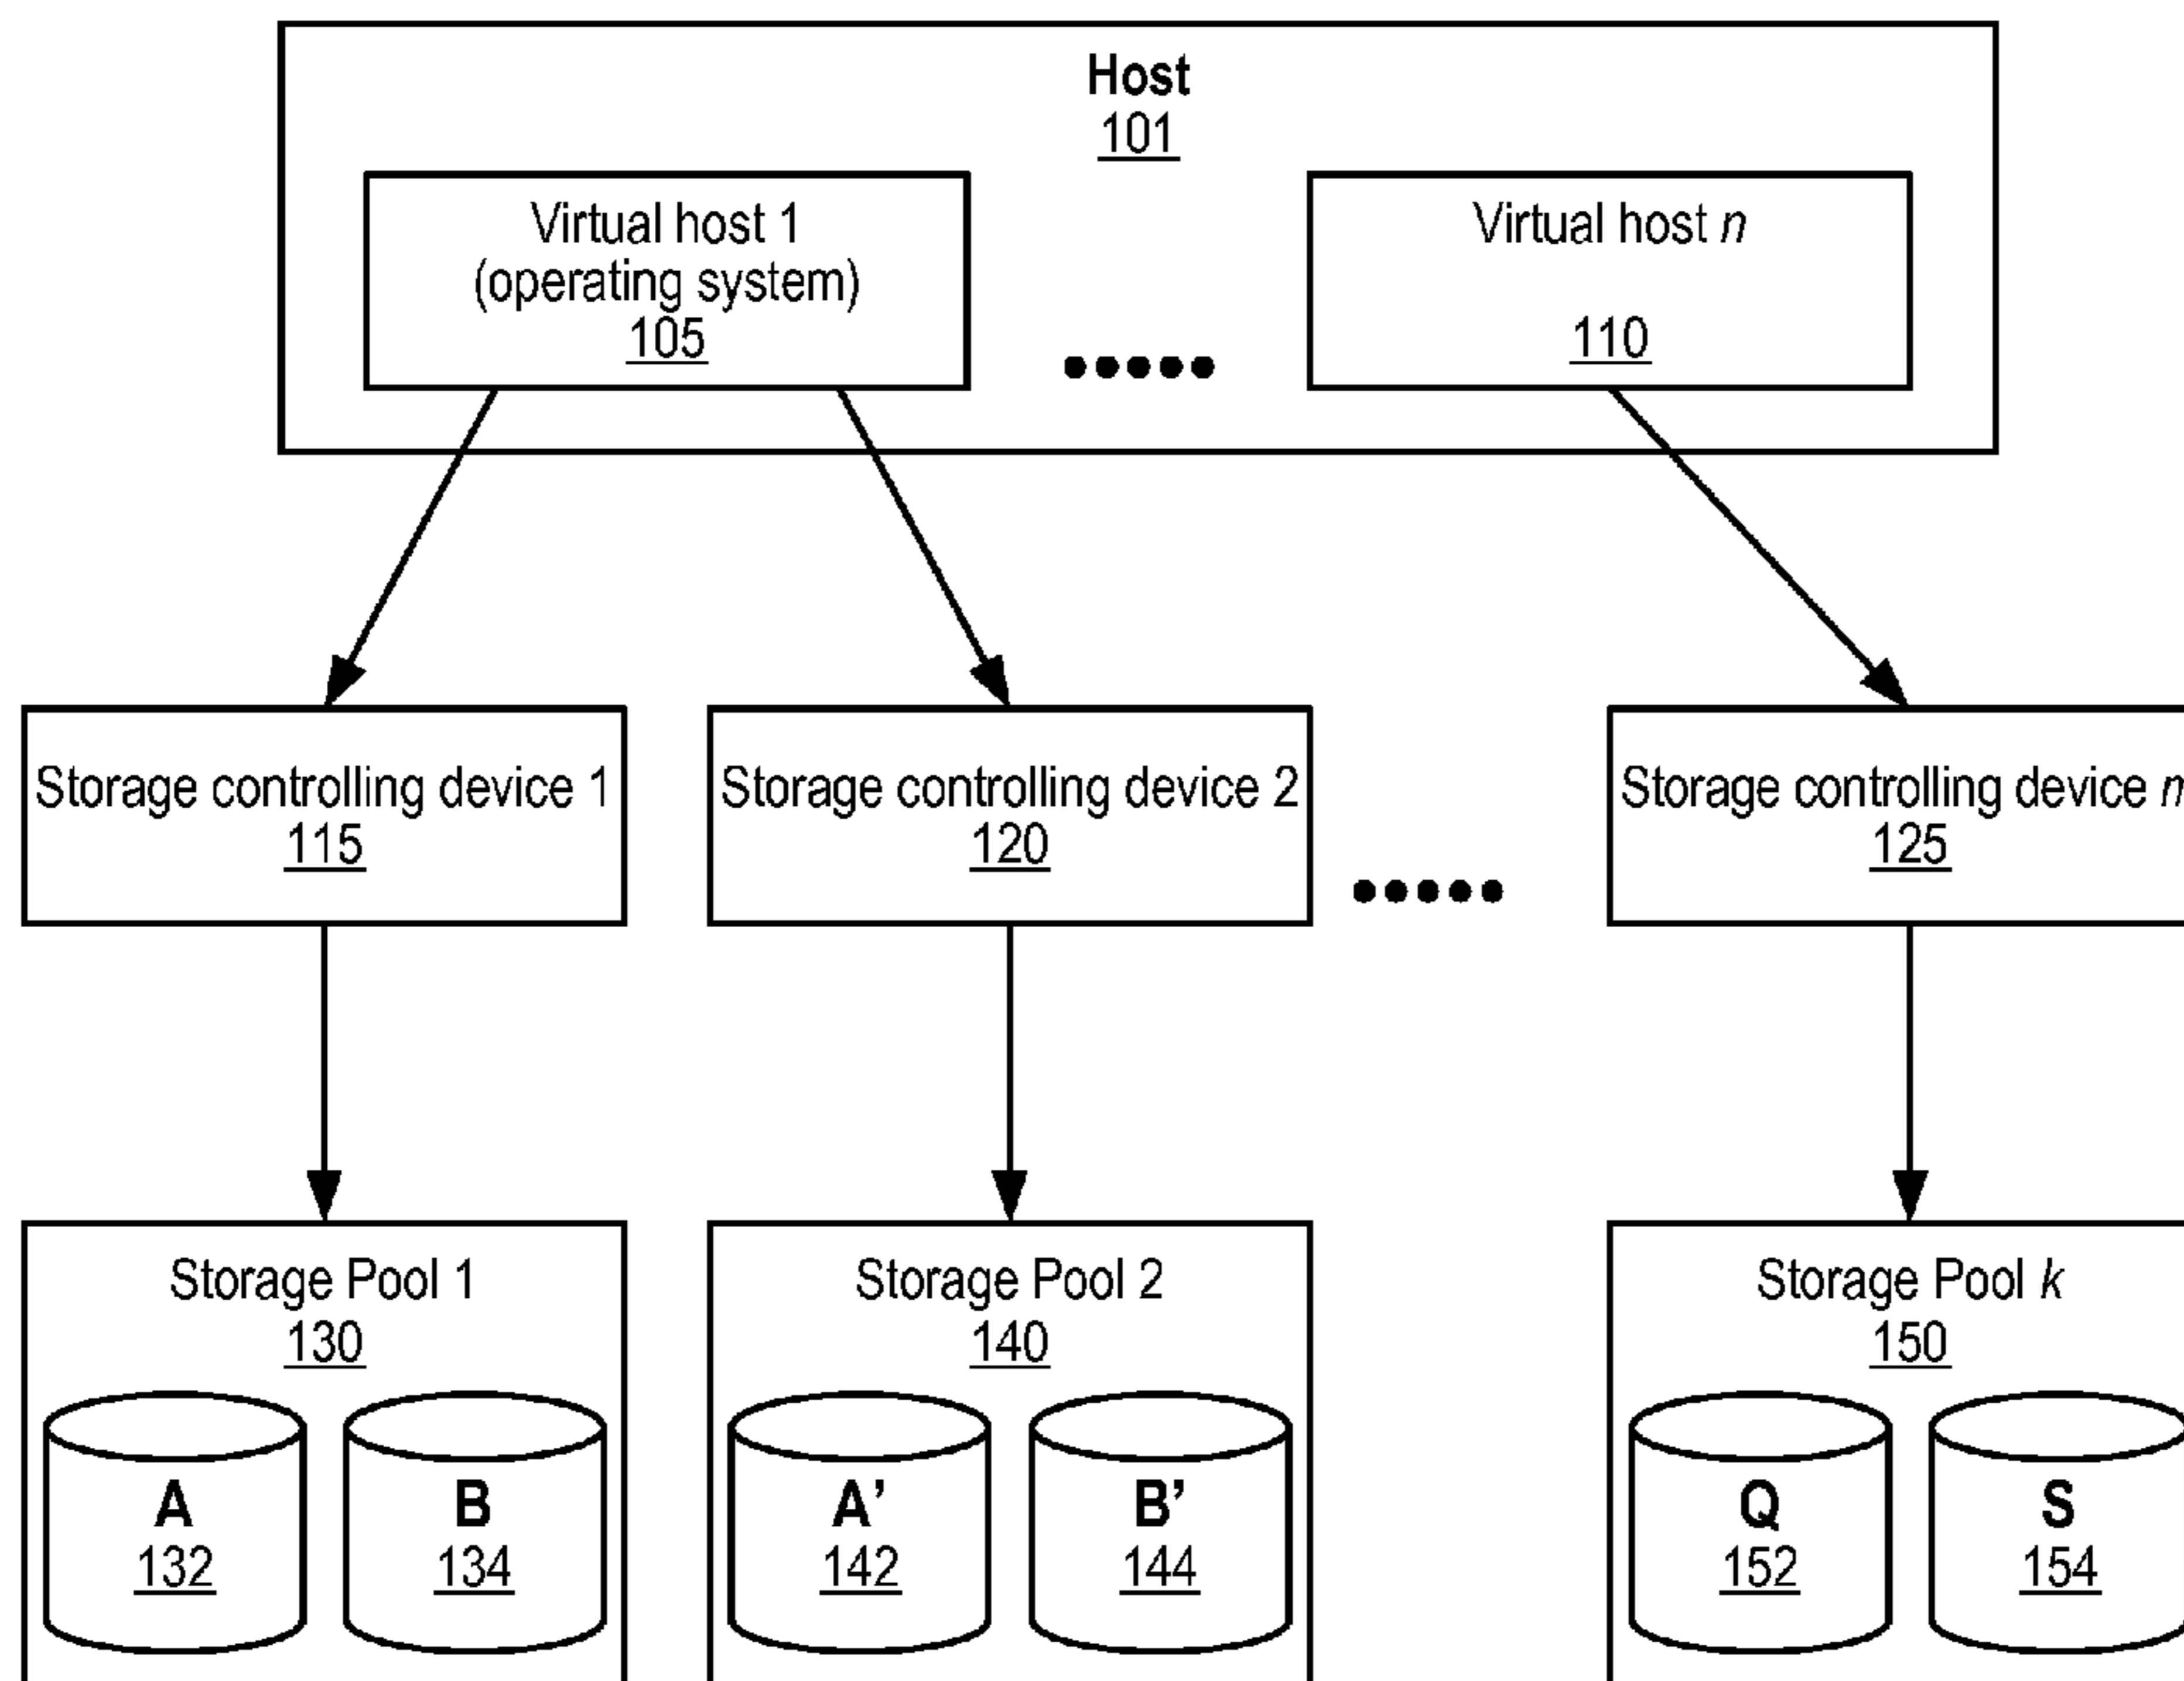 Host
101
Virtual host 1
(operating system)
105
Virtual host n
110
Storage controlling device 1
115
Storage controlling device 2
120
Storage controlling device
125
Storage Pool 1
130
A
132
B
134
Storage Pool 2
140
A’
142
B’
144
Storage Pool k
150
Q
152
S
154